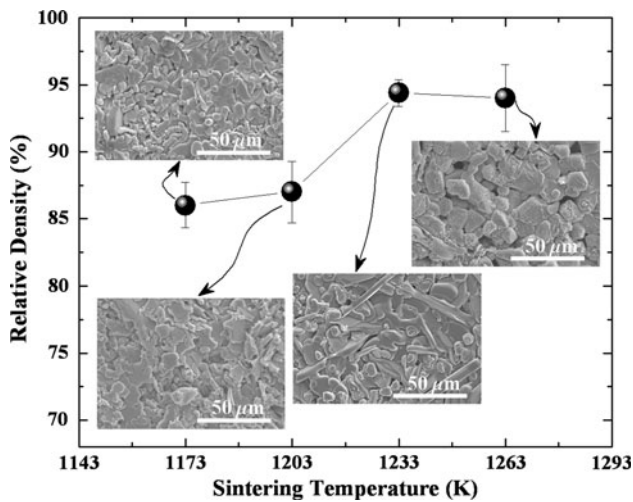 100
95
90
85
80
75
70
Relative Density (%)
50 µm
50 µm
50 µm
50 µm
1143 1173 1203 1233 1263 1293
Sintering Temperature (K)